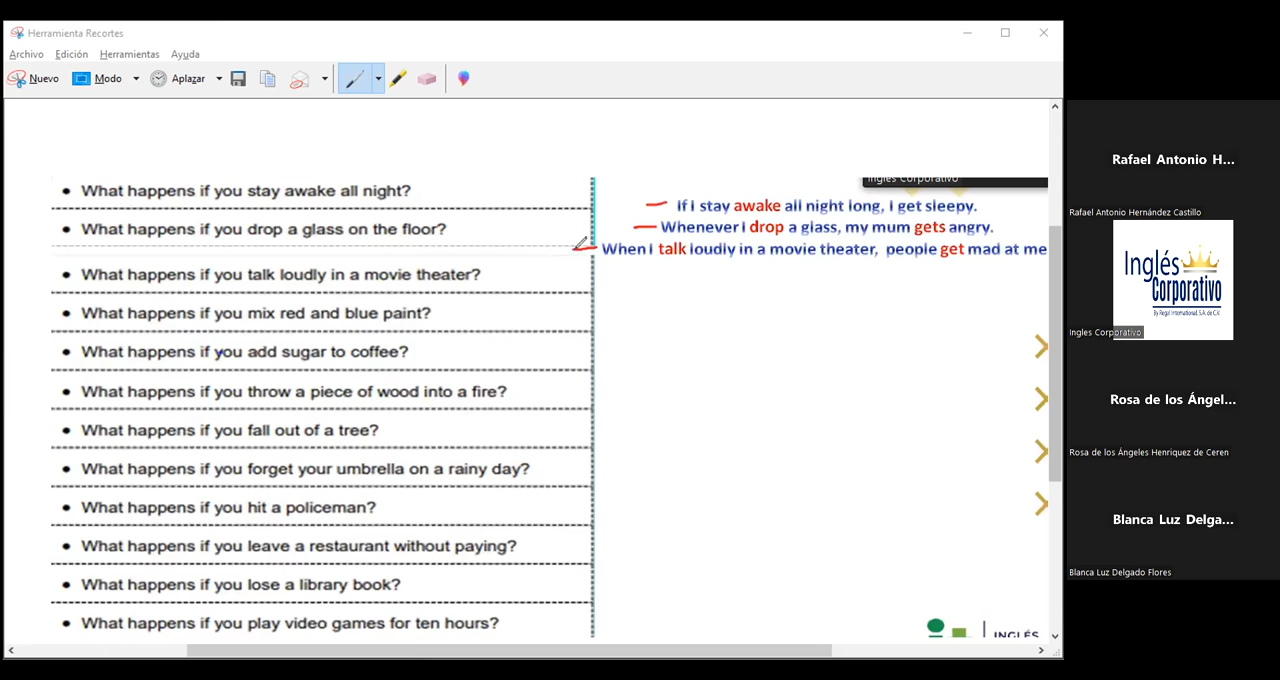 Herramienta Recortes
Archivo Edición Herramientas Ayuda
Nuevo Modo Aplazar
Ingles Corporativo
What happens if you stay awake all night?
What happens if you drop a glass on the floor?
What happens if you talk loudly in a movie theater?
What happens if you mix red and blue paint?
What happens if you add sugar to coffee?
What happens if you throw a piece of wood into a fire?
What happens if you fall out of a tree?
What happens if you forget your umbrella on a rainy day?
What happens if you hit a policeman?
What happens if you leave a restaurant without paying?
What happens if you lose a library book?
What happens if you play video games for ten hours?
If I stay awake all night long, I get sleepy.
Whenever I drop a glass, my mum gets angry.
When I talk loudly in a movie theater, people get mad at me
INGLÉS
Rafael Antonio H...
Rafael Antonio Hernández Castillo
Inglés
Corporativo
By Regal International, S.A. de C.V.
Ingles Corporativo
Rosa de los Ángel...
Rosa de los Ángeles Henriquez de Ceren
Blanca Luz Delga...
Blanca Luz Delgado Flores